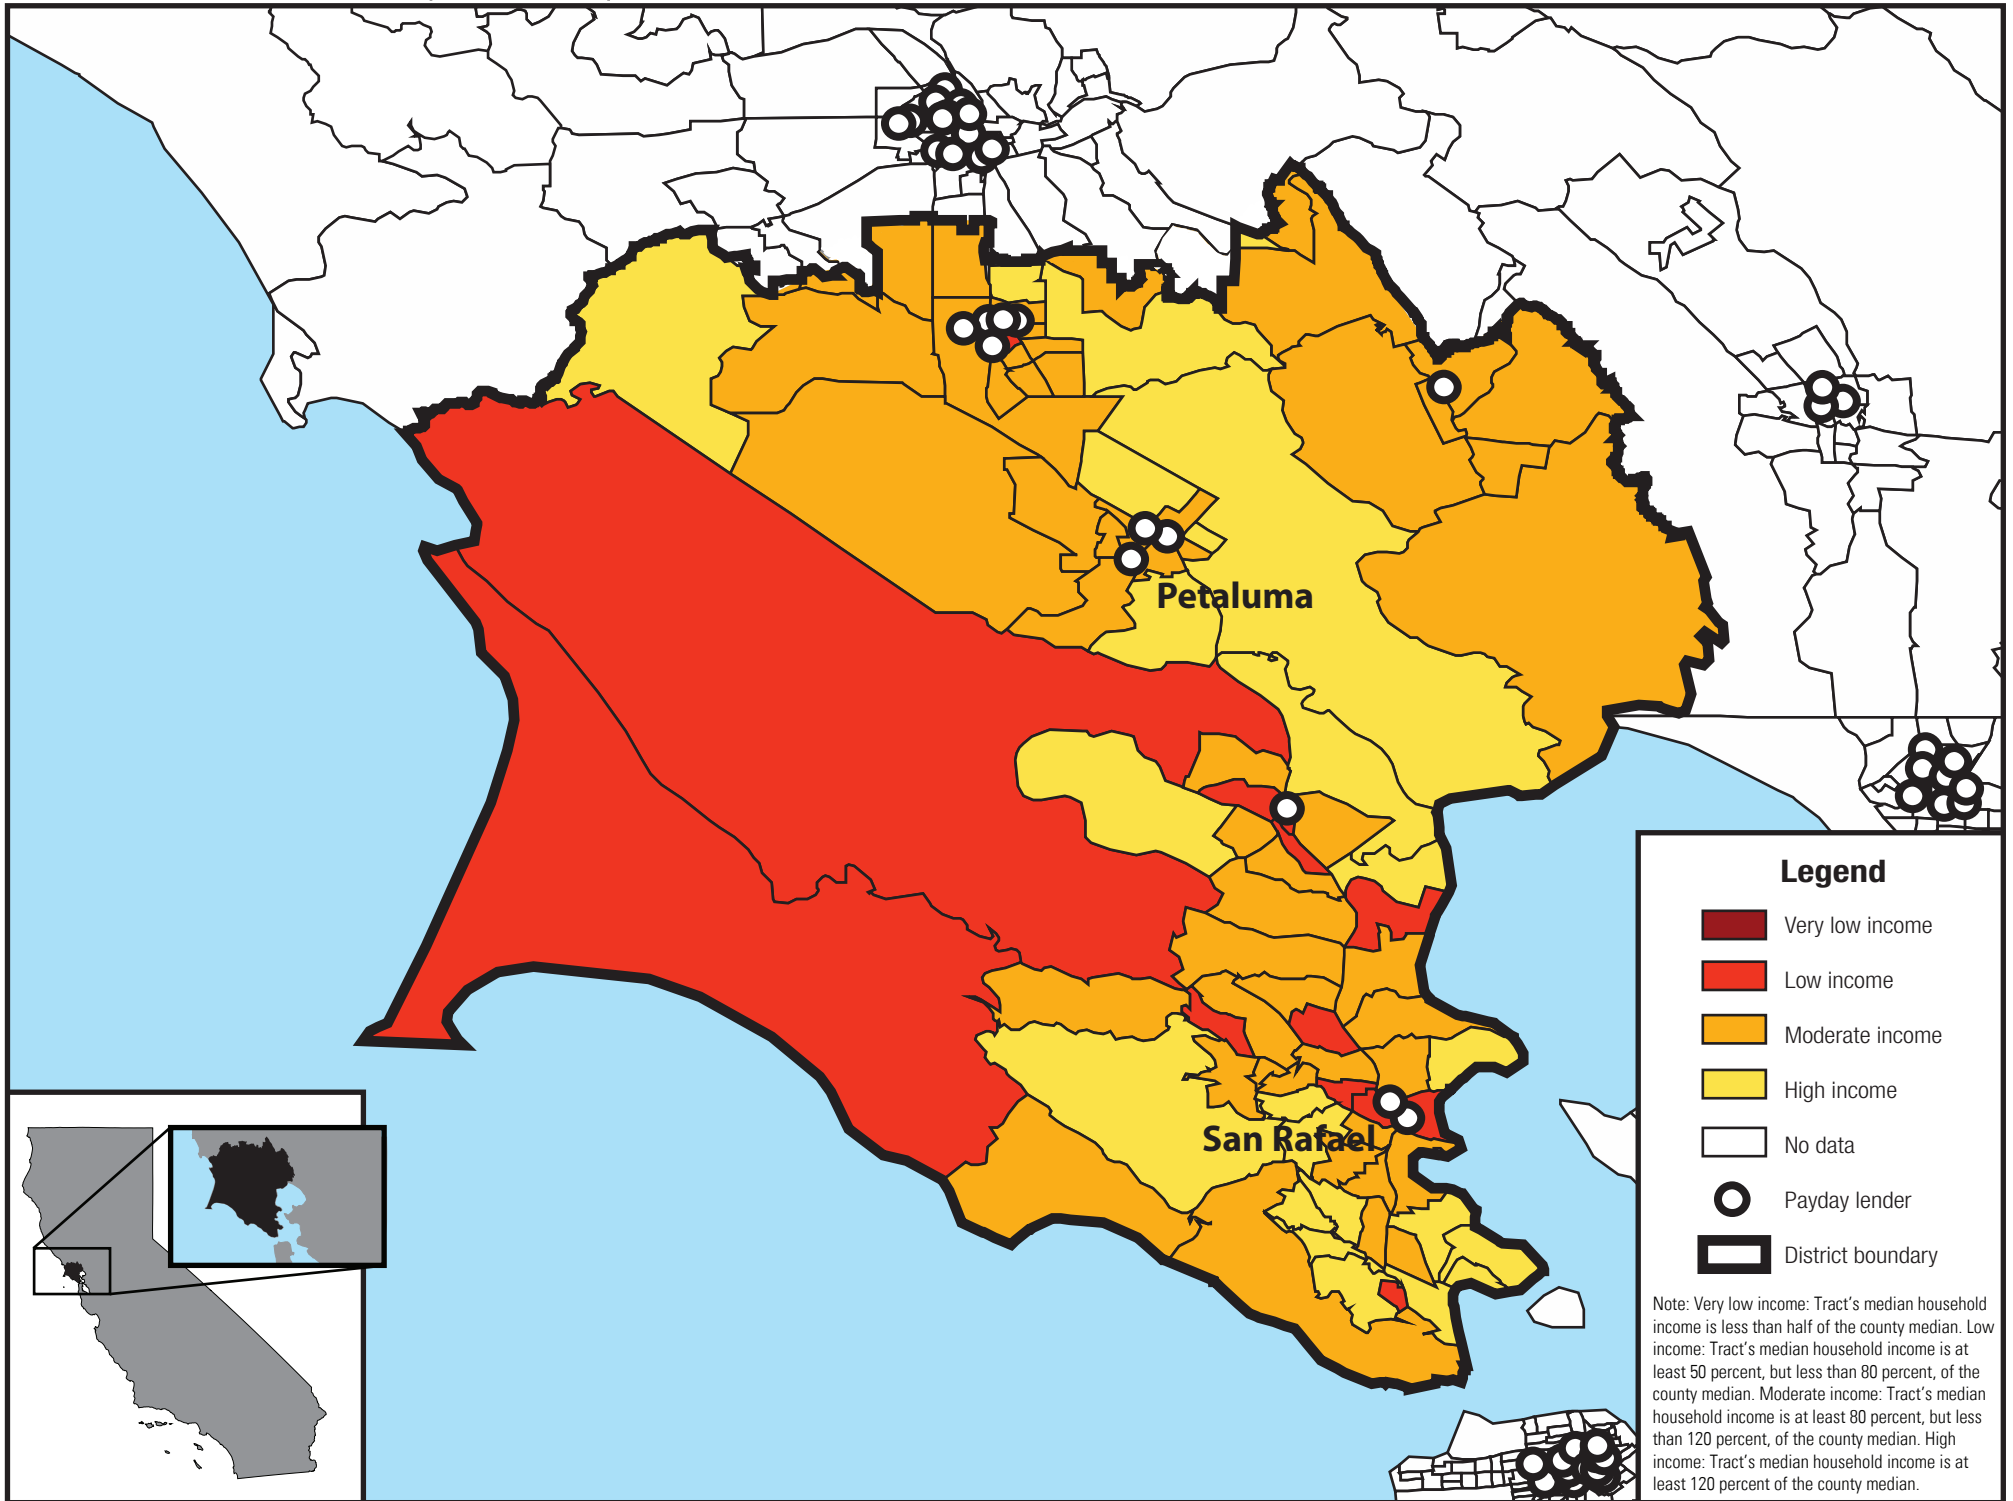 Petaluma
San Rafael
Legend
Very low income
Low income
Moderate income
High income
No data
Payday lender
District boundary
Note: Very low income: Tract's median household
income is less than half of the county median. Low
income: Tract's median household income is at
least 50 percent, but less than 80 percent, of the
county median. Moderate income: Tract's median
household income is at least 80 percent, but less
than 120 percent, of the county median. High
income: Tract's median household income is at
least 120 percent of the county median.